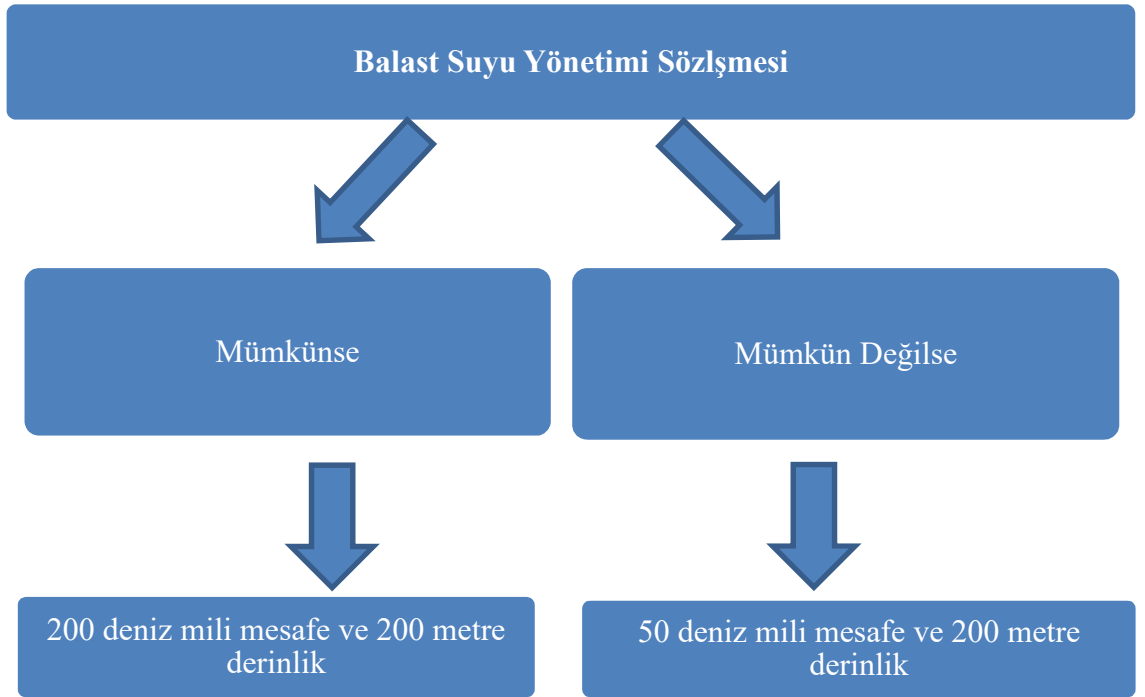 Balast Suyu Yönetimi Sözlşmesi
Mümkünse
Mümkün Değilse
200 deniz mili mesafe ve 200 metre
derinlik
50 deniz mili mesafe ve 200 metre
derinlik